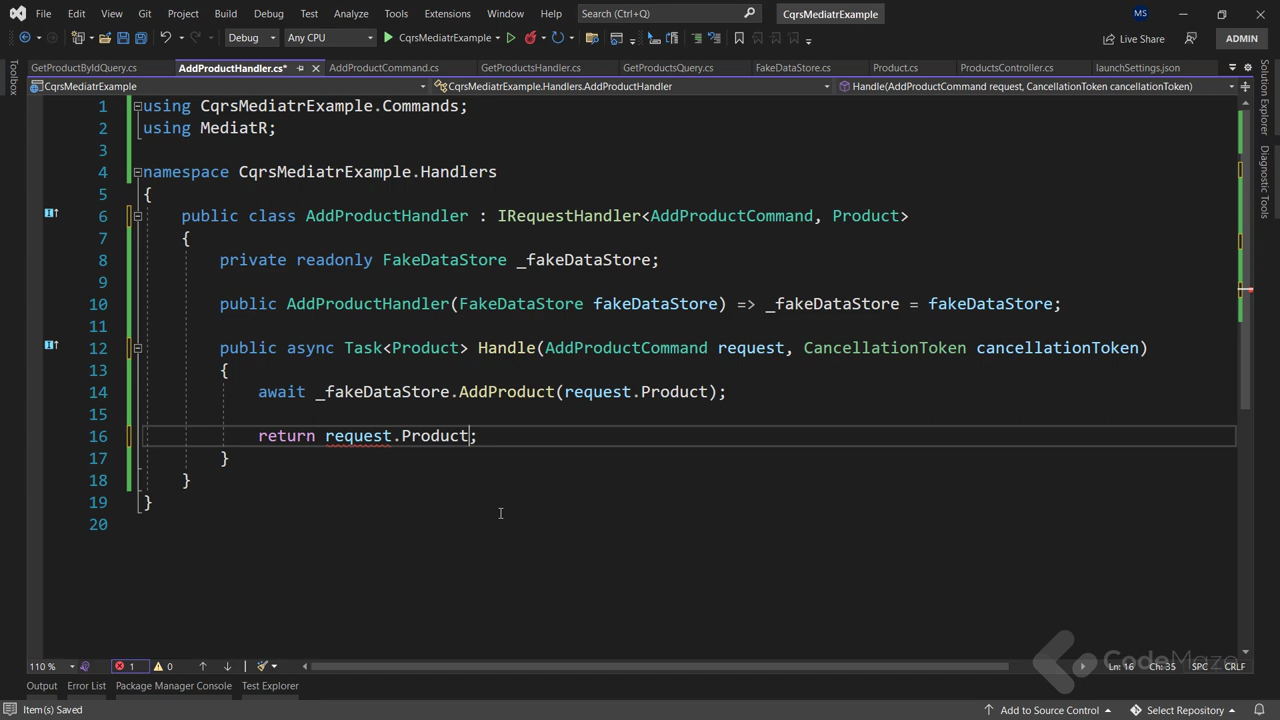 File Edit View Git Project Build Debug Test Analyze Tools Extensions Window Help Search (Ctrl+Q) CqrsMediatrExample MS
Debug Any CPU CqrsMediatrExample Live Share ADMIN
GetProductByIdQuery.cs AddProductHandler.cs* AddProductCommand.cs GetProductsHandler.cs GetProductsQuery.cs FakeDataStore.cs Product.cs ProductsController.cs launchSettings.json
CqrsMediatrExample CqrsMediatrExample.Handlers.AddProductHandler Handle(AddProductCommand request, CancellationToken cancellationToken)
Toolbox
Solution Explorer
Diagnostic Tools
1 using CqrsMediatrExample.Commands;
2 using MediatR;
3
4 namespace CqrsMediatrExample.Handlers
5 {
6 public class AddProductHandler : IRequestHandler<AddProductCommand, Product>
7 {
8 private readonly FakeDataStore _fakeDataStore;
9
10 public AddProductHandler(FakeDataStore fakeDataStore) => _fakeDataStore = fakeDataStore;
11
12 public async Task<Product> Handle(AddProductCommand request, CancellationToken cancellationToken)
13 {
14 await _fakeDataStore.AddProduct(request.Product);
15
16 return request.Product;
17 }
18 }
19 }
20
110 % 1 0 Ln: 16 Ch: 35 SPC CRLF
CodeMaze
Output Error List Package Manager Console Test Explorer
Item(s) Saved Add to Source Control Select Repository